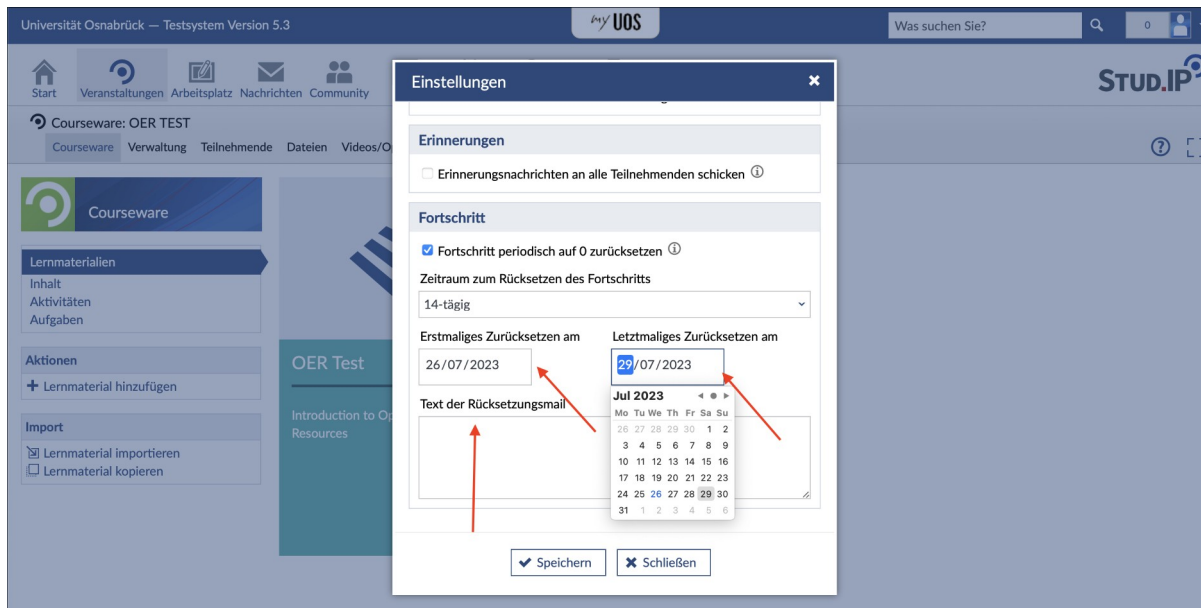 Universität Osnabrück — Testsystem Version 5.3
my UOS
Was suchen Sie?
0
Start
Veranstaltungen
Arbeitsplatz
Nachrichten
Community
STUD.IP
Courseware: OER TEST
Courseware
Verwaltung
Teilnehmende
Dateien
Videos/O
Courseware
Lernmaterialien
Inhalt
Aktivitäten
Aufgaben
Aktionen
Lernmaterial hinzufügen
Import
Lernmaterial importieren
Lernmaterial kopieren
OER Test
Introduction to Op
Resources
Einstellungen
Erinnerungen
Erinnerungsnachrichten an alle Teilnehmenden schicken
Fortschritt
Fortschritt periodisch auf 0 zurücksetzen
Zeitraum zum Rücksetzen des Fortschritts
14-tägig
Erstmaliges Zurücksetzen am
26/07/2023
Letztmaliges Zurücksetzen am
29/07/2023
Jul 2023
Mo Tu We Th Fr Sa Su
26 27 28 29 30 1 2
3 4 5 6 7 8 9
10 11 12 13 14 15 16
17 18 19 20 21 22 23
24 25 26 27 28 29 30
31 1 2 3 4 5 6
Text der Rücksetzungsmail
Speichern
Schließen